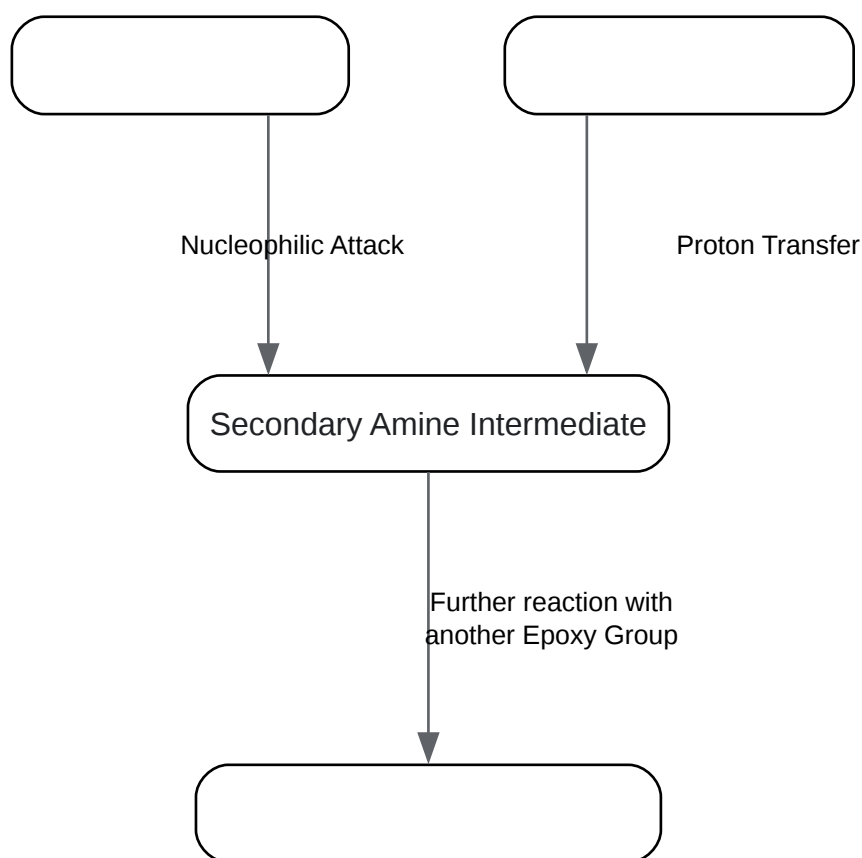 Nucleophilic Attack
Proton Transfer
Secondary Amine Intermediate
Further reaction with
another Epoxy Group